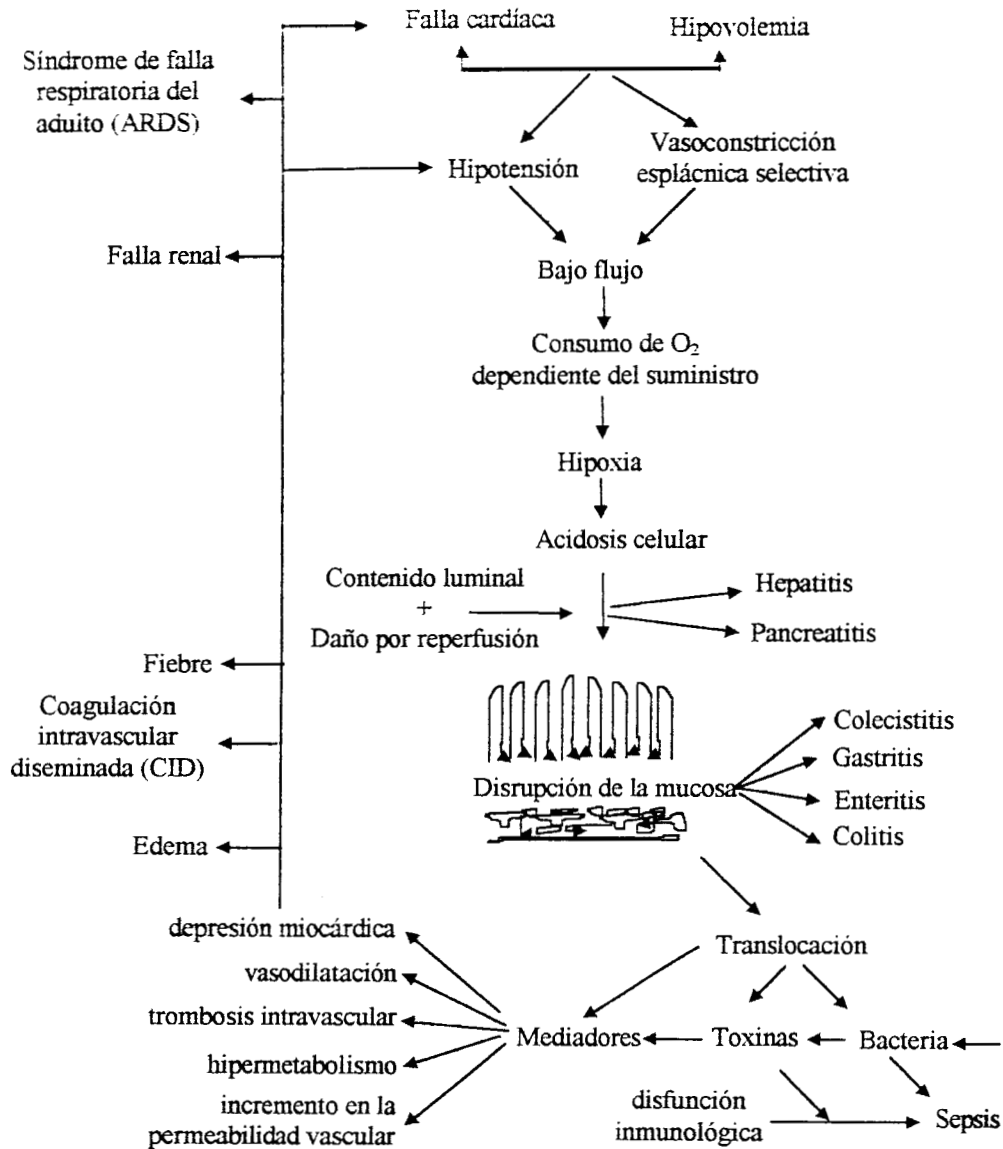 Falla cardíaca
Hipovolemia
Síndrome de falla
respiratoria del
aduito (ARDS)
Vasoconstricción
esplácnica selectiva
Hipotensión
Falla renal
Bajo flujo
Consumo de O₂
dependiente del suministro
Hipoxia
Acidosis celular
Contenido luminal
+
Daño por reperfusión
Hepatitis
Pancreatitis
Fiebre
Coagulación
intravascular
diseminada (CID)
Disrupción de la mucosa
Colecistitis
Gastritis
Enteritis
Colitis
Edema
depresión miocárdica
vasodilatación
trombosis intravascular
hipermetabolismo
incremento en la
permeabilidad vascular
Translocación
Mediadores
Toxinas
Bacteria
disfunción
inmunológica
Sepsis